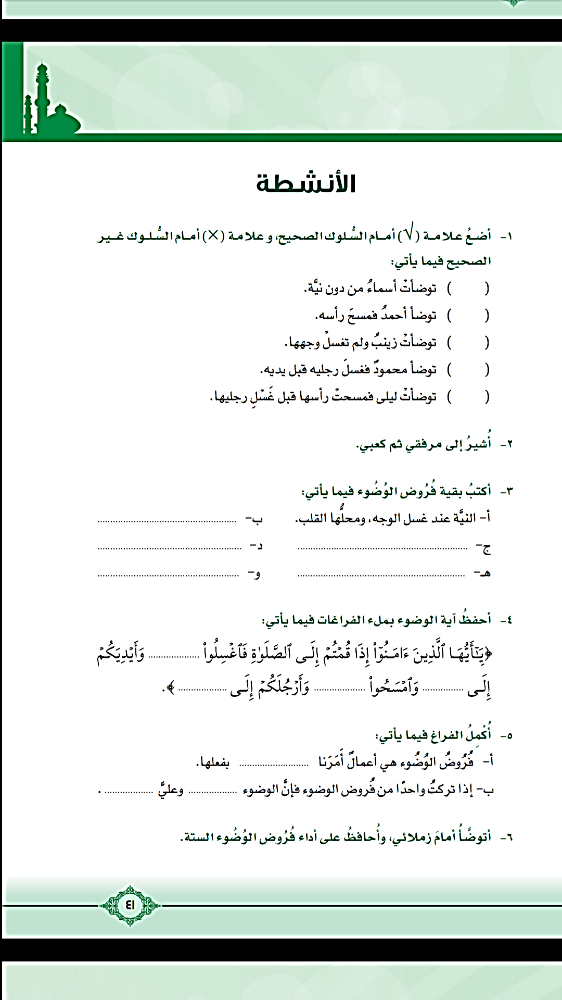 الأنشطة
١- أضعُ علامة (√) أمام السُّلوك الصحيح، وعلامة (×) أمام السُّلوك غير
الصحيح فيما يأتي:
(        ) توضأتْ أسماءُ من دون نيَّة.
(        ) توضأ أحمدُ فمسحَ رأسه.
(        ) توضأتْ زينبُ ولم تغسلْ وجهها.
(        ) توضأ محمودٌ فغسلَ رجليه قبل يديه.
(        ) توضأتْ ليلى فمسحتْ رأسها قبل غَسْلِ رجليها.
٢- أُشيرُ إلى مرفقي ثم كعبي.
٣- أكتبُ بقية فُرُوض الوُضُوء فيما يأتي:
أ- النيَّة عند غسل الوجه، ومحلُّها القلب. ب- ..................
ج- .................. د- ..................
هـ- .................. و- ..................
٤- أحفظُ آية الوضوء بملء الفراغات فيما يأتي:
﴿يَٰٓأَيُّهَا ٱلَّذِينَ ءَامَنُوٓاْ إِذَا قُمۡتُمۡ إِلَى ٱلصَّلَوٰةِ فَٱغۡسِلُواْ .................. وَأَيۡدِيَكُمۡ
إِلَى .................. وَٱمۡسَحُواْ .................. وَأَرۡجُلَكُمۡ إِلَى .................. ﴾.
٥- أُكْمِلُ الفراغ فيما يأتي:
أ- فُرُوضُ الوُضُوء هي أعمالٌ أَمَرَنا .................. بفعلها.
ب- إذا تركتُ واحدًا من فُروض الوضوء فإنَّ الوضوء .................. وعليَّ .................. .
٦- أتوضَّأُ أمامَ زملائي، وأُحافظُ على أداء فُرُوض الوُضُوء الستة.
٤١